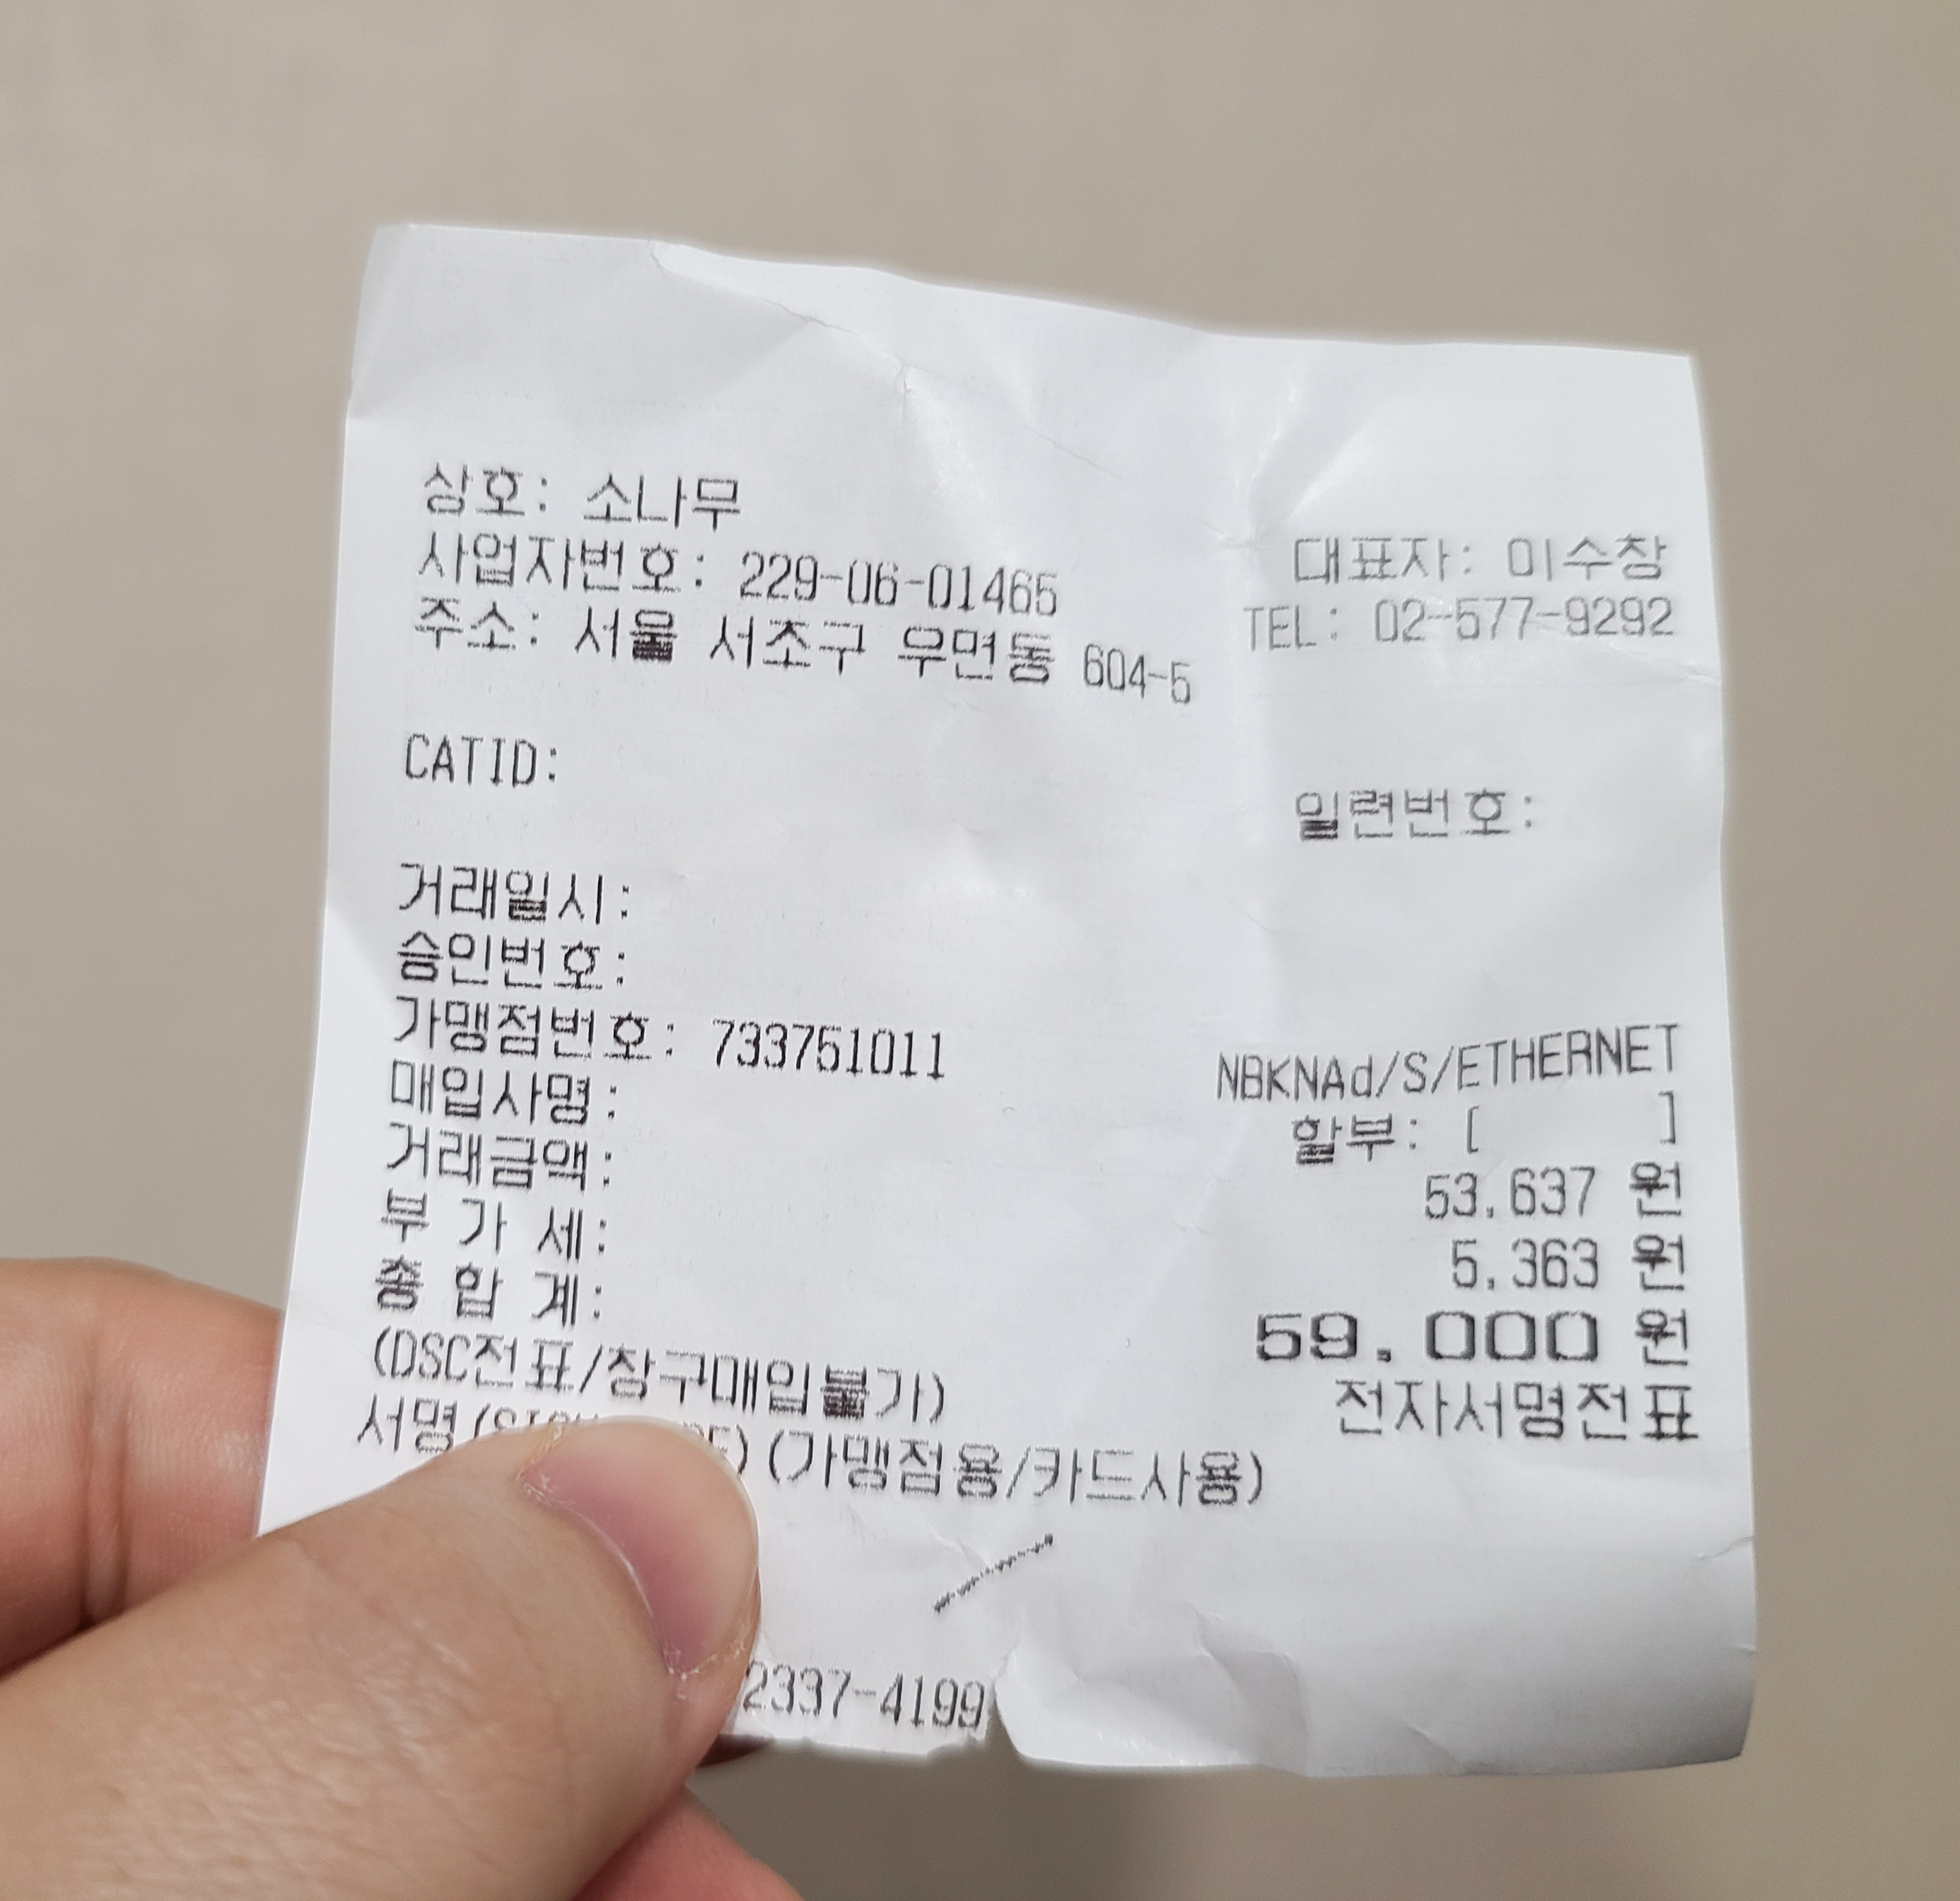 상호: 소나무
사업자번호: 229-06-01465 대표자: 이수창
주소: 서울 서초구 우면동 604-5 TEL: 02-577-9292
CATID: 일련번호:
거래일시:
승인번호:
가맹점번호: 733751011 NBKNAd/S/ETHERNET
매입사명: 할부: [ ]
거래금액: 53,637 원
부 가 세: 5,363 원
총 합 계: 59,000 원
(DSC전표/창구매입불가) 전자서명전표
서명 (가맹점용/카드사용)
2337-4199